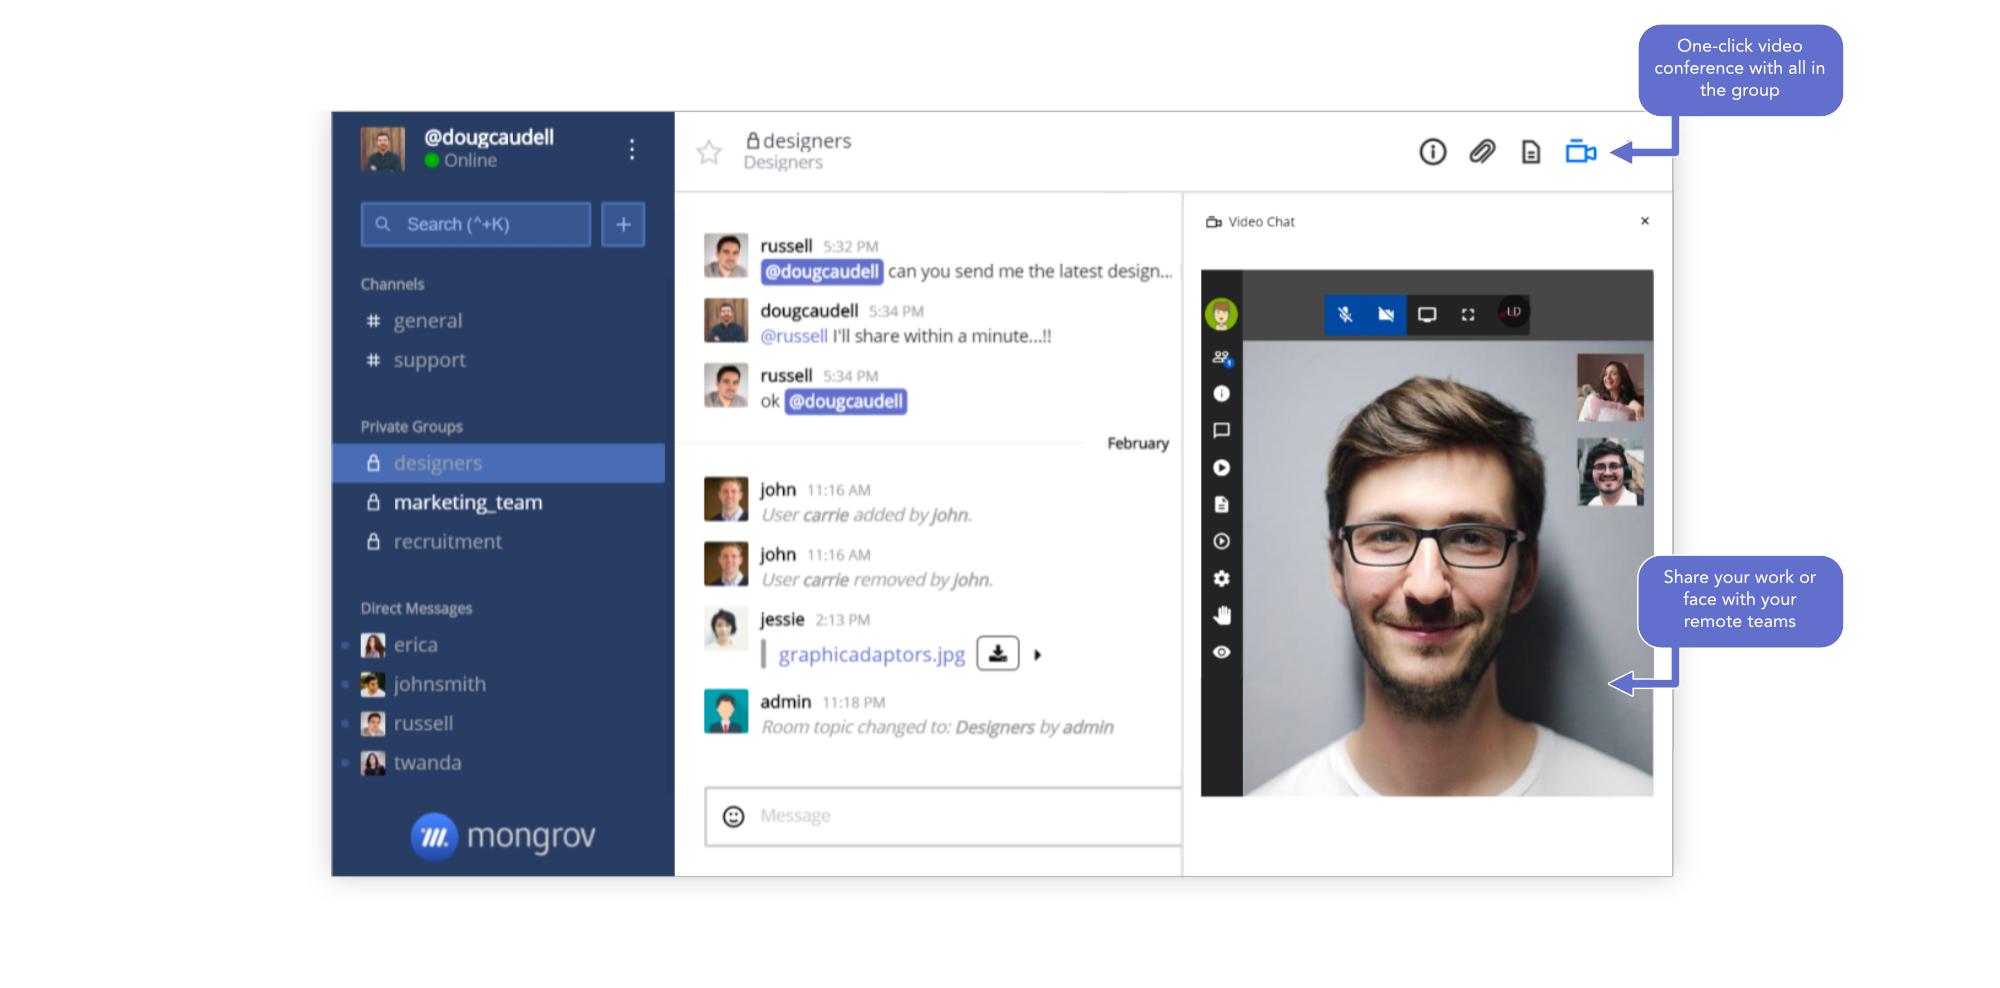 One-click video
conference with all in
the group
@dougcaudell
Online
Search (^+K)
+
Channels
# general
# support
Private Groups
designers
marketing_team
recruitment
Direct Messages
erica
johnsmith
russell
twanda
m.
mongrov
designers
Designers
russell 5:32 PM
@dougcaudell can you send me the latest design...
dougcaudell 5:34 PM
@russell I'll share within a minute...!!
russell 5:34 PM
ok @dougcaudell
February
john 11:16 AM
User carrie added by john.
john 11:16 AM
User carrie removed by john.
jessie 2:13 PM
graphicadaptors.jpg
admin 11:18 PM
Room topic changed to: Designers by admin
Message
Video Chat
×
LD
Share your work or
face with your
remote teams